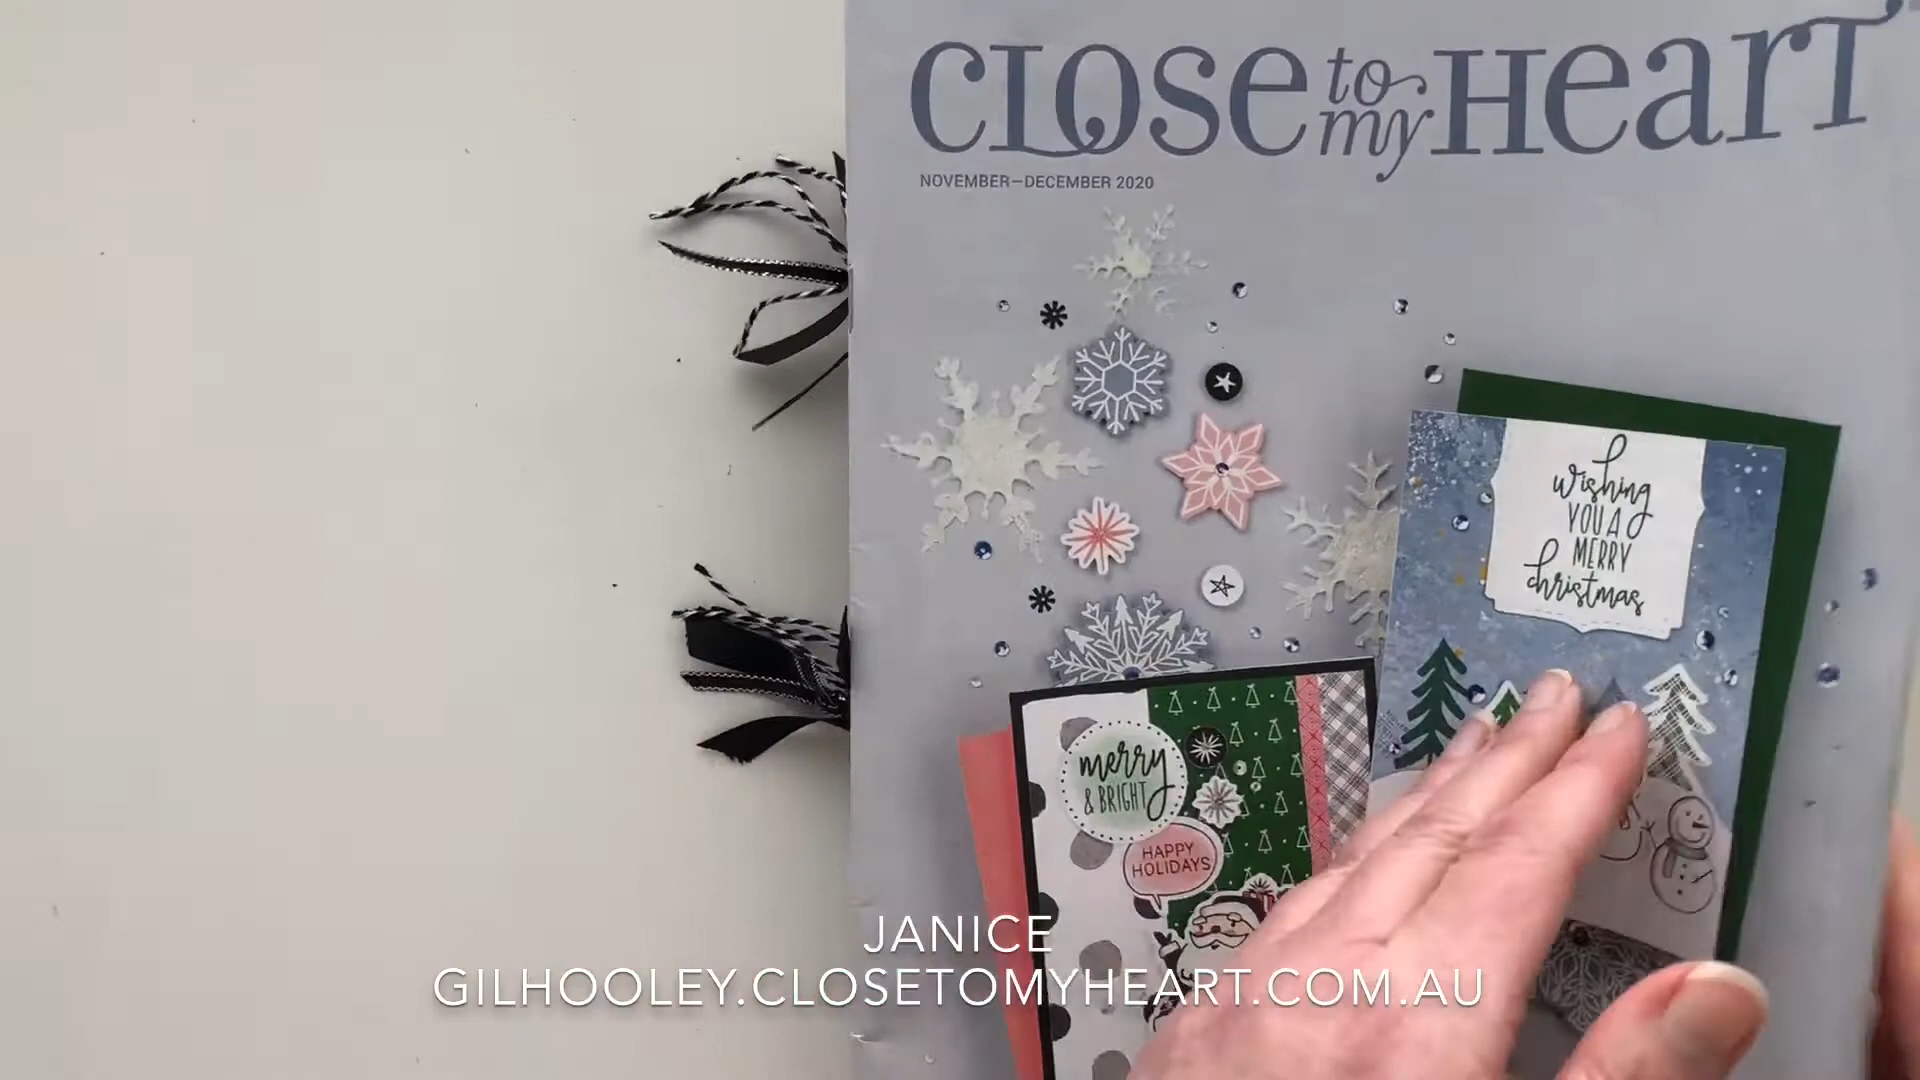 CLOSE to my HEART
NOVEMBER—DECEMBER 2020
wishing
YOU A
MERRY
christmas
merry
& BRIGHT
HAPPY
HOLIDAYS
JANICE
GILHOOLEY.CLOSETOMYHEART.COM.AU